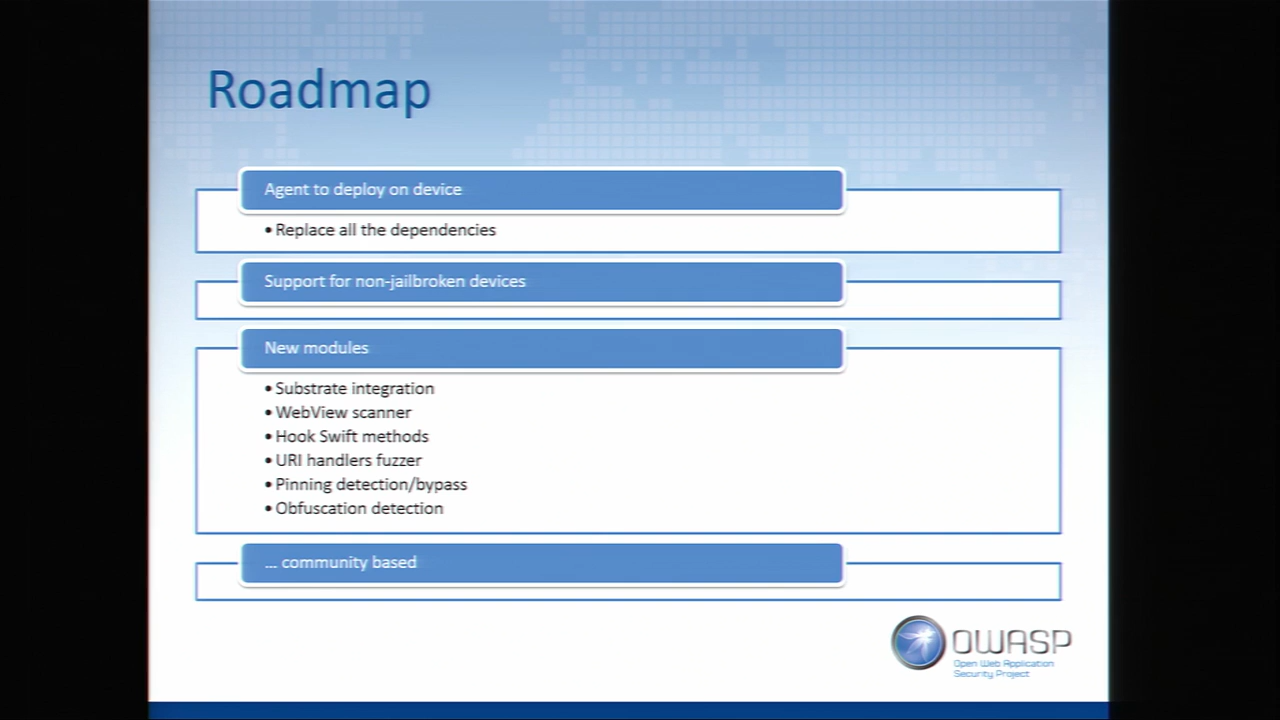 Roadmap
Agent to deploy on device
• Replace all the dependencies
Support for non-jailbroken devices
New modules
• Substrate integration
• WebView scanner
• Hook Swift methods
• URI handlers fuzzer
• Pinning detection/bypass
• Obfuscation detection
... community based
OWASP
Open Web Application
Security Project